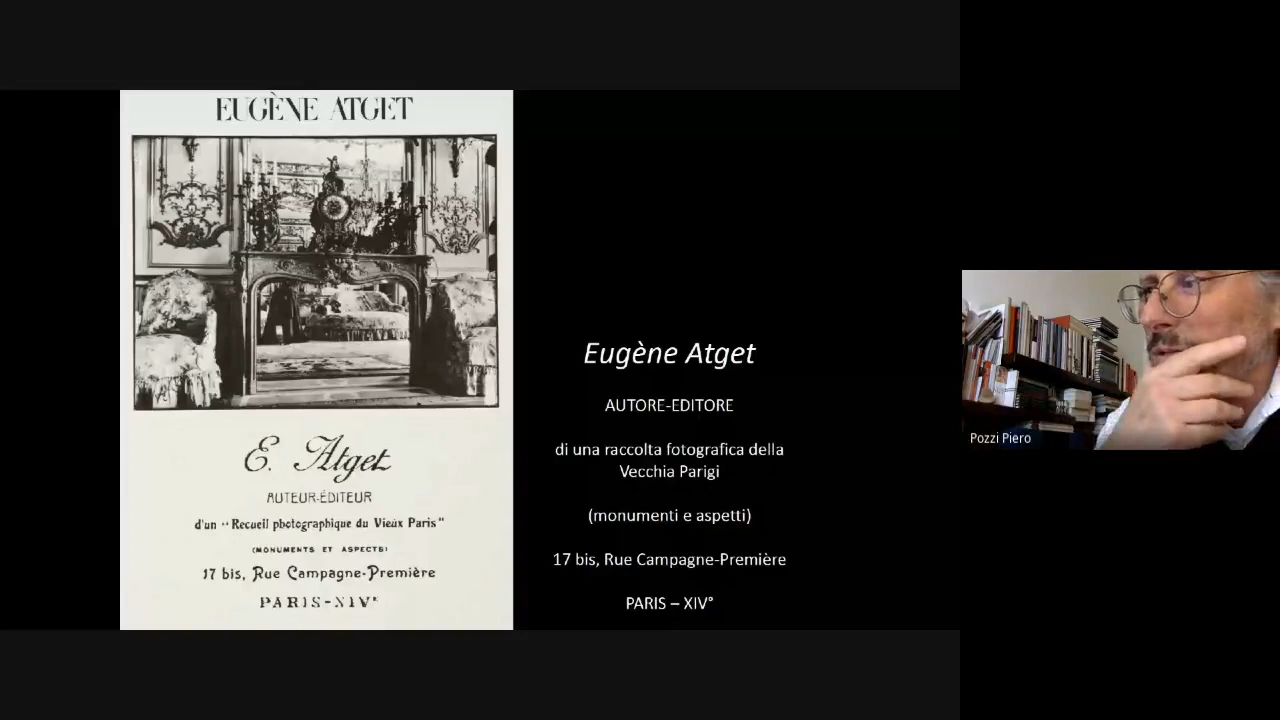 EUGÈNE ATGET
E. Atget
AUTEUR-ÉDITEUR
d'un "Recueil photographique du Vieux Paris"
(MONUMENTS ET ASPECTS)
17 bis, Rue Campagne-Première
PARIS-XIVᵉ
Eugène Atget
AUTORE-EDITORE
di una raccolta fotografica della
Vecchia Parigi
(monumenti e aspetti)
17 bis, Rue Campagne-Première
PARIS – XIV°
Pozzi Piero